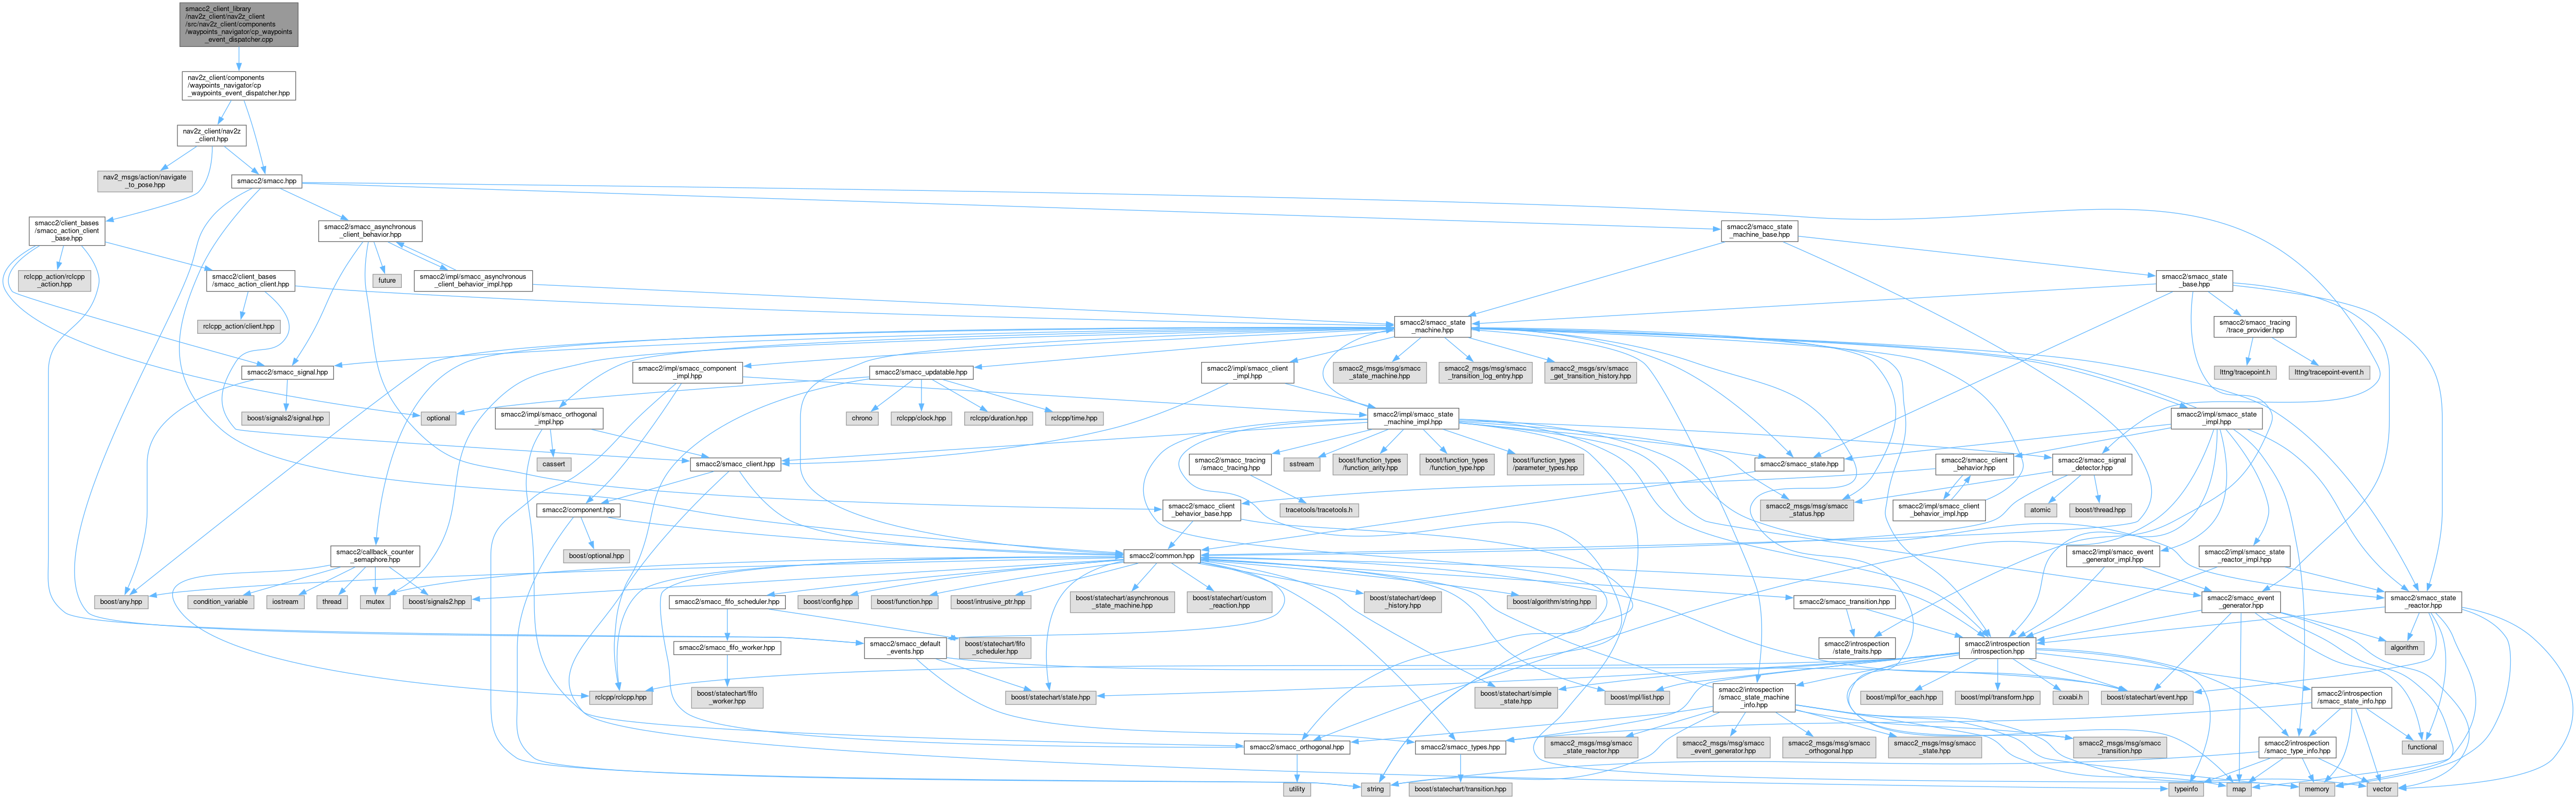 smacc2_client_library
/nav2z_client/nav2z_client
/src/nav2z_client/components
/waypoints_navigator/cp_waypoints
_event_dispatcher.cpp
nav2z_client/components
/waypoints_navigator/cp
_waypoints_event_dispatcher.hpp
nav2z_client/nav2z
_client.hpp
nav2_msgs/action/navigate
_to_pose.hpp
smacc2/smacc.hpp
smacc2/client_bases
/smacc_action_client
_base.hpp
smacc2/smacc_asynchronous
_client_behavior.hpp
smacc2/smacc_state
_machine_base.hpp
rclcpp_action/rclcpp
_action.hpp
smacc2/client_bases
/smacc_action_client.hpp
future
smacc2/impl/smacc_asynchronous
_client_behavior_impl.hpp
smacc2/smacc_state
_base.hpp
rclcpp_action/client.hpp
smacc2/smacc_state
_machine.hpp
smacc2/smacc_tracing
/trace_provider.hpp
smacc2/smacc_signal.hpp
smacc2/impl/smacc_component
_impl.hpp
smacc2/smacc_updatable.hpp
smacc2/impl/smacc_client
_impl.hpp
smacc2_msgs/msg/smacc
_state_machine.hpp
smacc2_msgs/msg/smacc
_transition_log_entry.hpp
smacc2_msgs/srv/smacc
_get_transition_history.hpp
lttng/tracepoint.h
lttng/tracepoint-event.h
boost/signals2/signal.hpp
optional
smacc2/impl/smacc_orthogonal
_impl.hpp
chrono
rclcpp/clock.hpp
rclcpp/duration.hpp
rclcpp/time.hpp
smacc2/impl/smacc_state
_machine_impl.hpp
smacc2/impl/smacc_state
_impl.hpp
cassert
smacc2/smacc_client.hpp
smacc2/smacc_tracing
/smacc_tracing.hpp
sstream
boost/function_types
/function_arity.hpp
boost/function_types
/function_type.hpp
boost/function_types
/parameter_types.hpp
smacc2/smacc_state.hpp
smacc2/smacc_client
_behavior.hpp
smacc2/smacc_signal
_detector.hpp
smacc2/component.hpp
smacc2/smacc_client
_behavior_base.hpp
tracetools/tracetools.h
smacc2_msgs/msg/smacc
_status.hpp
smacc2/impl/smacc_client
_behavior_impl.hpp
atomic
boost/thread.hpp
smacc2/callback_counter
_semaphore.hpp
boost/optional.hpp
smacc2/common.hpp
smacc2/impl/smacc_event
_generator_impl.hpp
smacc2/impl/smacc_state
_reactor_impl.hpp
boost/any.hpp
condition_variable
iostream
thread
mutex
boost/signals2.hpp
smacc2/smacc_fifo_scheduler.hpp
boost/config.hpp
boost/function.hpp
boost/intrusive_ptr.hpp
boost/statechart/asynchronous
_state_machine.hpp
boost/statechart/custom
_reaction.hpp
boost/statechart/deep
_history.hpp
boost/algorithm/string.hpp
smacc2/smacc_transition.hpp
smacc2/smacc_event
_generator.hpp
smacc2/smacc_state
_reactor.hpp
smacc2/smacc_default
_events.hpp
smacc2/smacc_fifo_worker.hpp
boost/statechart/fifo
_scheduler.hpp
smacc2/introspection
/state_traits.hpp
smacc2/introspection
/introspection.hpp
algorithm
rclcpp/rclcpp.hpp
boost/statechart/fifo
_worker.hpp
boost/statechart/state.hpp
boost/statechart/simple
_state.hpp
boost/mpl/list.hpp
smacc2/introspection
/smacc_state_machine
_info.hpp
boost/mpl/for_each.hpp
boost/mpl/transform.hpp
cxxabi.h
boost/statechart/event.hpp
smacc2/introspection
/smacc_state_info.hpp
smacc2/smacc_orthogonal.hpp
smacc2/smacc_types.hpp
smacc2_msgs/msg/smacc
_state_reactor.hpp
smacc2_msgs/msg/smacc
_event_generator.hpp
smacc2_msgs/msg/smacc
_orthogonal.hpp
smacc2_msgs/msg/smacc
_state.hpp
smacc2_msgs/msg/smacc
_transition.hpp
smacc2/introspection
/smacc_type_info.hpp
functional
utility
string
boost/statechart/transition.hpp
typeinfo
map
memory
vector